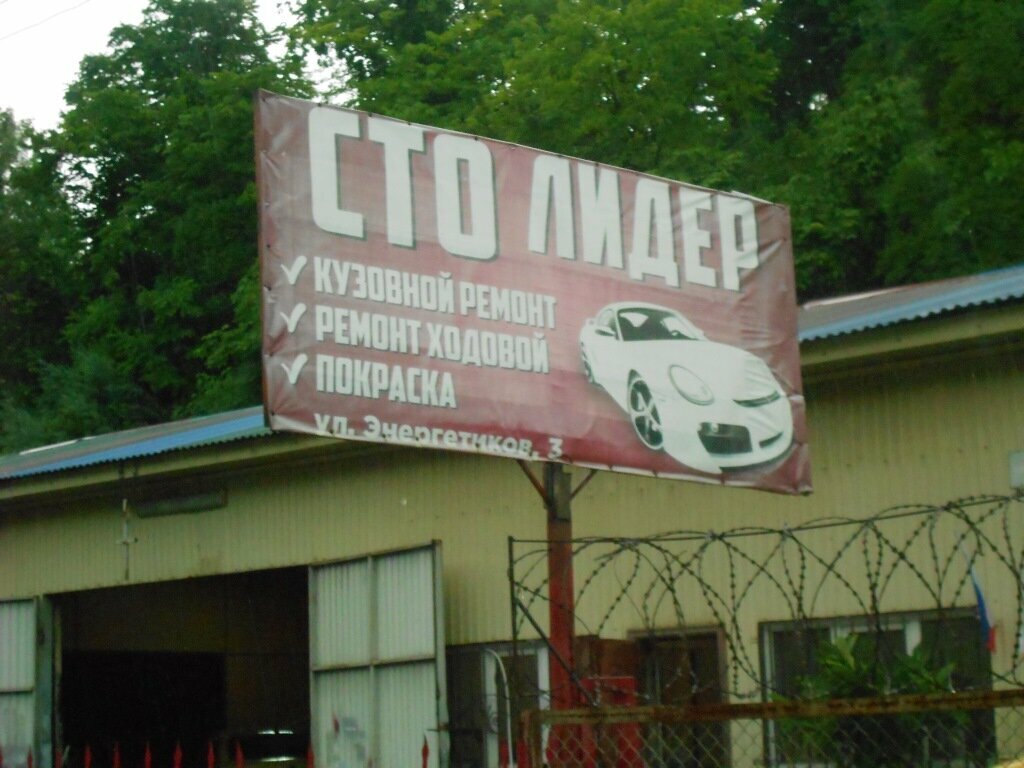 СТО ЛИДЕР
КУЗОВНОЙ РЕМОНТ
РЕМОНТ ХОДОВОЙ
ПОКРАСКА
ул. Энергетиков, 3